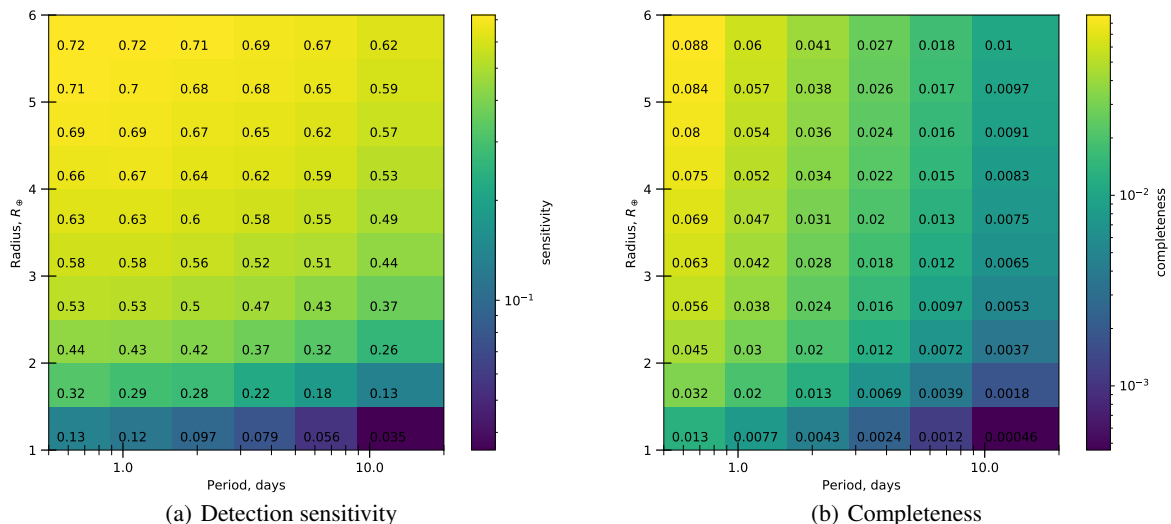 6 0.72 0.72 0.71 0.69 0.67 0.62
0.71 0.7 0.68 0.68 0.65 0.59
5
0.69 0.69 0.67 0.65 0.62 0.57
0.66 0.67 0.64 0.62 0.59 0.53
4
0.63 0.63 0.6 0.58 0.55 0.49
0.58 0.58 0.56 0.52 0.51 0.44
3
0.53 0.53 0.5 0.47 0.43 0.37
0.44 0.43 0.42 0.37 0.32 0.26
2
0.32 0.29 0.28 0.22 0.18 0.13
0.13 0.12 0.097 0.079 0.056 0.035
1
1.0 10.0
Period, days
Radius, R⊕
10⁻¹
sensitivity
(a) Detection sensitivity
6 0.088 0.06 0.041 0.027 0.018 0.01
0.084 0.057 0.038 0.026 0.017 0.0097
5
0.08 0.054 0.036 0.024 0.016 0.0091
0.075 0.052 0.034 0.022 0.015 0.0083
4
0.069 0.047 0.031 0.02 0.013 0.0075
0.063 0.042 0.028 0.018 0.012 0.0065
3
0.056 0.038 0.024 0.016 0.0097 0.0053
0.045 0.03 0.02 0.012 0.0072 0.0037
2
0.032 0.02 0.013 0.0069 0.0039 0.0018
0.013 0.0077 0.0043 0.0024 0.0012 0.00046
1
1.0 10.0
Period, days
Radius, R⊕
10⁻²
10⁻³
completeness
(b) Completeness